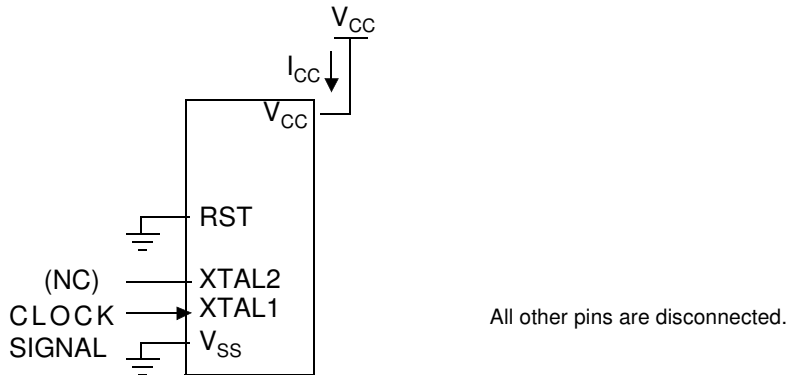 VCC
ICC
VCC
RST
(NC) XTAL2
CLOCK XTAL1
SIGNAL VSS
All other pins are disconnected.